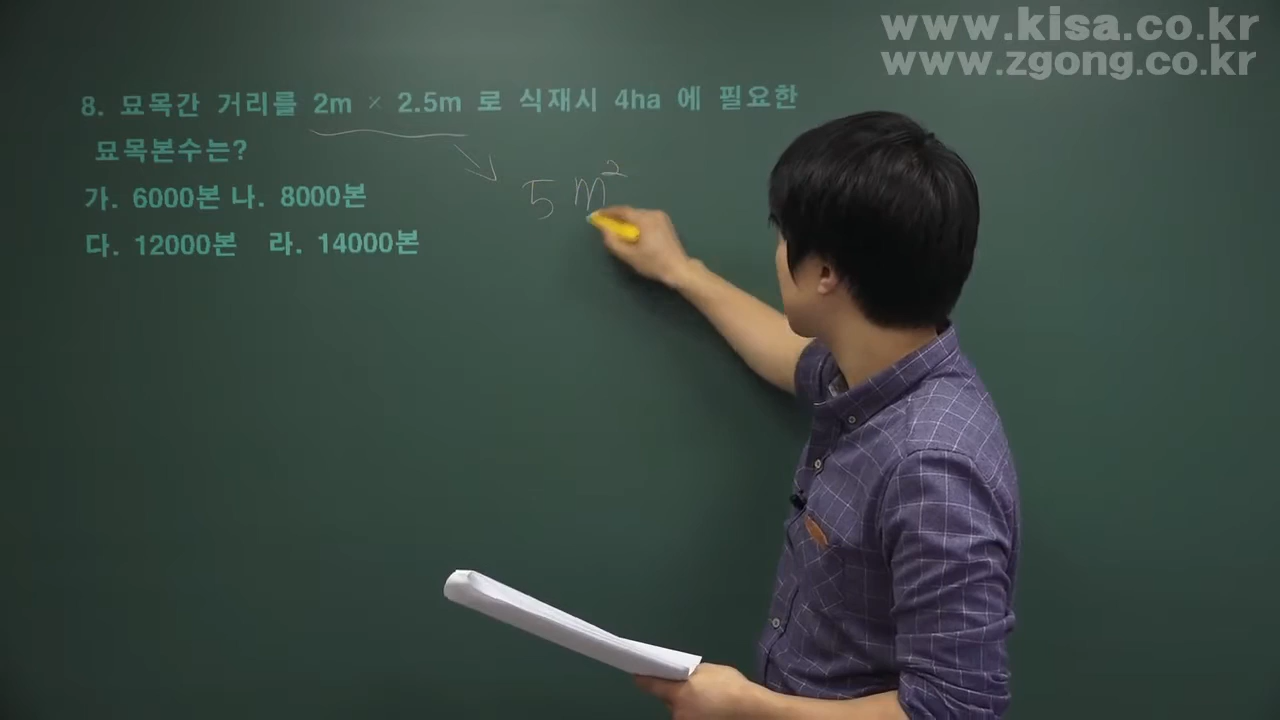 www.kisa.co.kr
www.zgong.co.kr
8. 묘목간 거리를 2m × 2.5m 로 식재시 4ha 에 필요한
묘목본수는?
가. 6000본 나. 8000본
다. 12000본 라. 14000본
5 m²